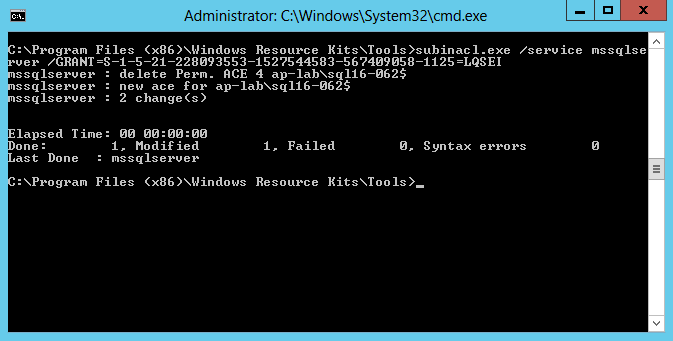 Administrator: C:\Windows\System32\cmd.exe
C:\Program Files (x86)\Windows Resource Kits\Tools>subinacl.exe /service mssqlse
rver /GRANT=S-1-5-21-228093553-1527544583-567409058-1125=LQSEI
mssqlserver : delete Perm. ACE 4 ap-lab\sql16-062$
mssqlserver : new ace for ap-lab\sql16-062$
mssqlserver : 2 change(s)
Elapsed Time: 00 00:00:00
Done:        1, Modified        1, Failed        0, Syntax errors        0
Last Done  : mssqlserver
C:\Program Files (x86)\Windows Resource Kits\Tools>_